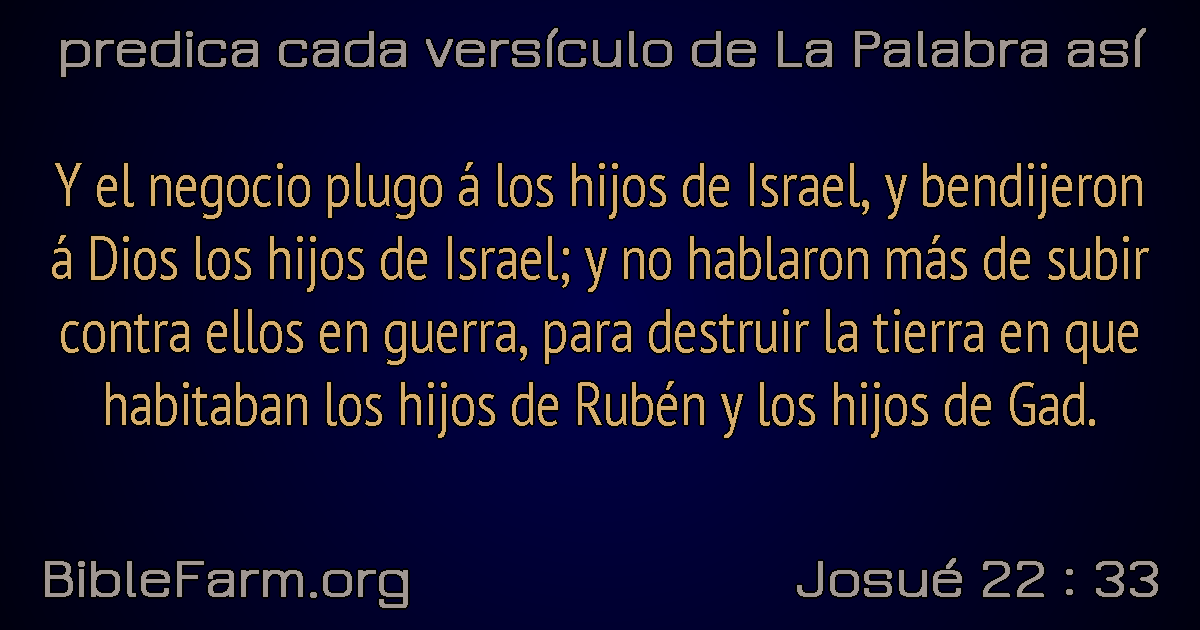 predica cada versículo de La Palabra así
Y el negocio plugo á los hijos de Israel, y bendijeron
á Dios los hijos de Israel; y no hablaron más de subir
contra ellos en guerra, para destruir la tierra en que
habitaban los hijos de Rubén y los hijos de Gad.
BibleFarm.org
Josué 22 : 33